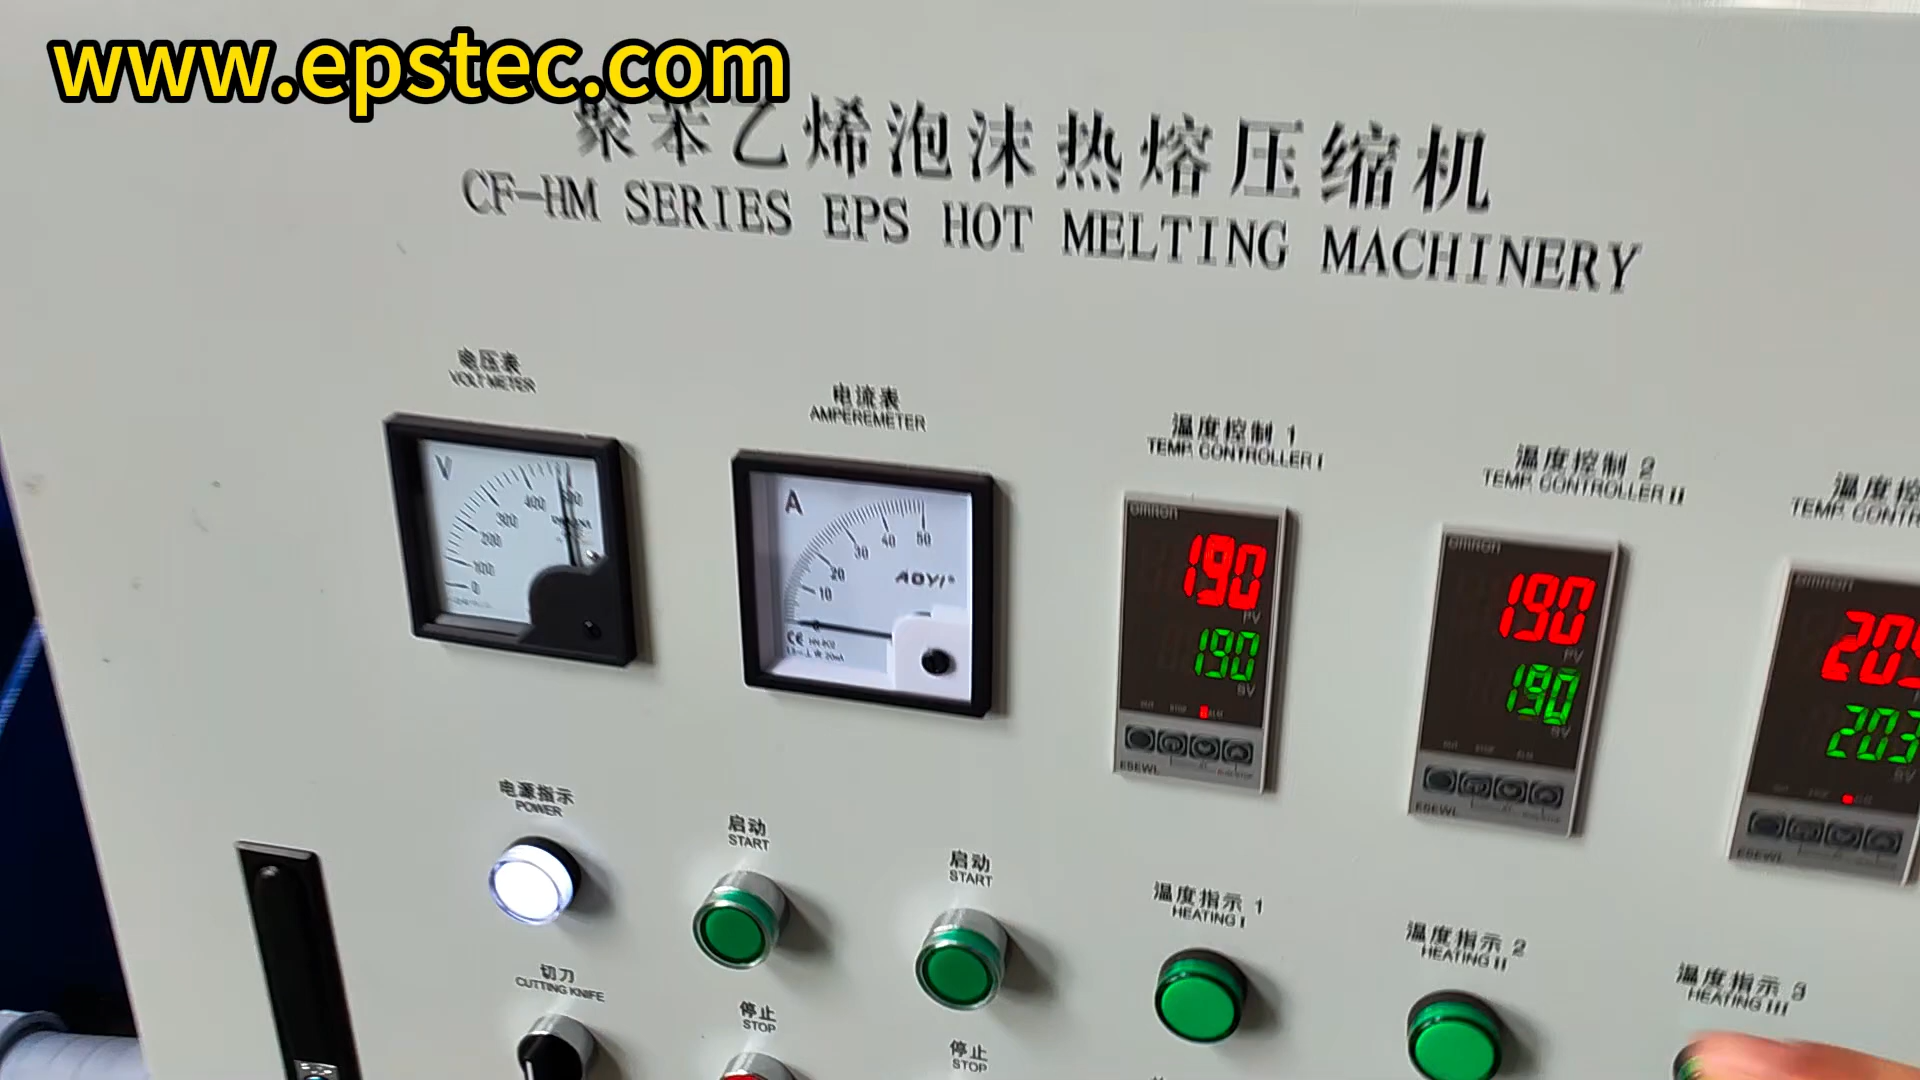 www.epstec.com
聚苯乙烯泡沫热熔压缩机
CF-HM SERIES EPS HOT MELTING MACHINERY
电压表
VOLT METER
电流表
AMPEREMETER
温度控制 1
TEMP. CONTROLLER I
温度控制 2
TEMP. CONTROLLER II
温度控
TEMP. CONTR
V
0
100
200
300
400
500
A
0
10
20
30
40
50
AOYI
CE
omron
190
PV
190
SV
E5EWL
omron
190
PV
190
SV
E5EWL
omron
203
SV
E5EWL
电源指示
POWER
启动
START
启动
START
温度指示 1
HEATING I
温度指示 2
HEATING II
温度指示 3
HEATING III
切刀
CUTTING KNIFE
停止
STOP
停止
STOP